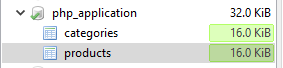 php_application 32.0 KiB
categories 16.0 KiB
products 16.0 KiB